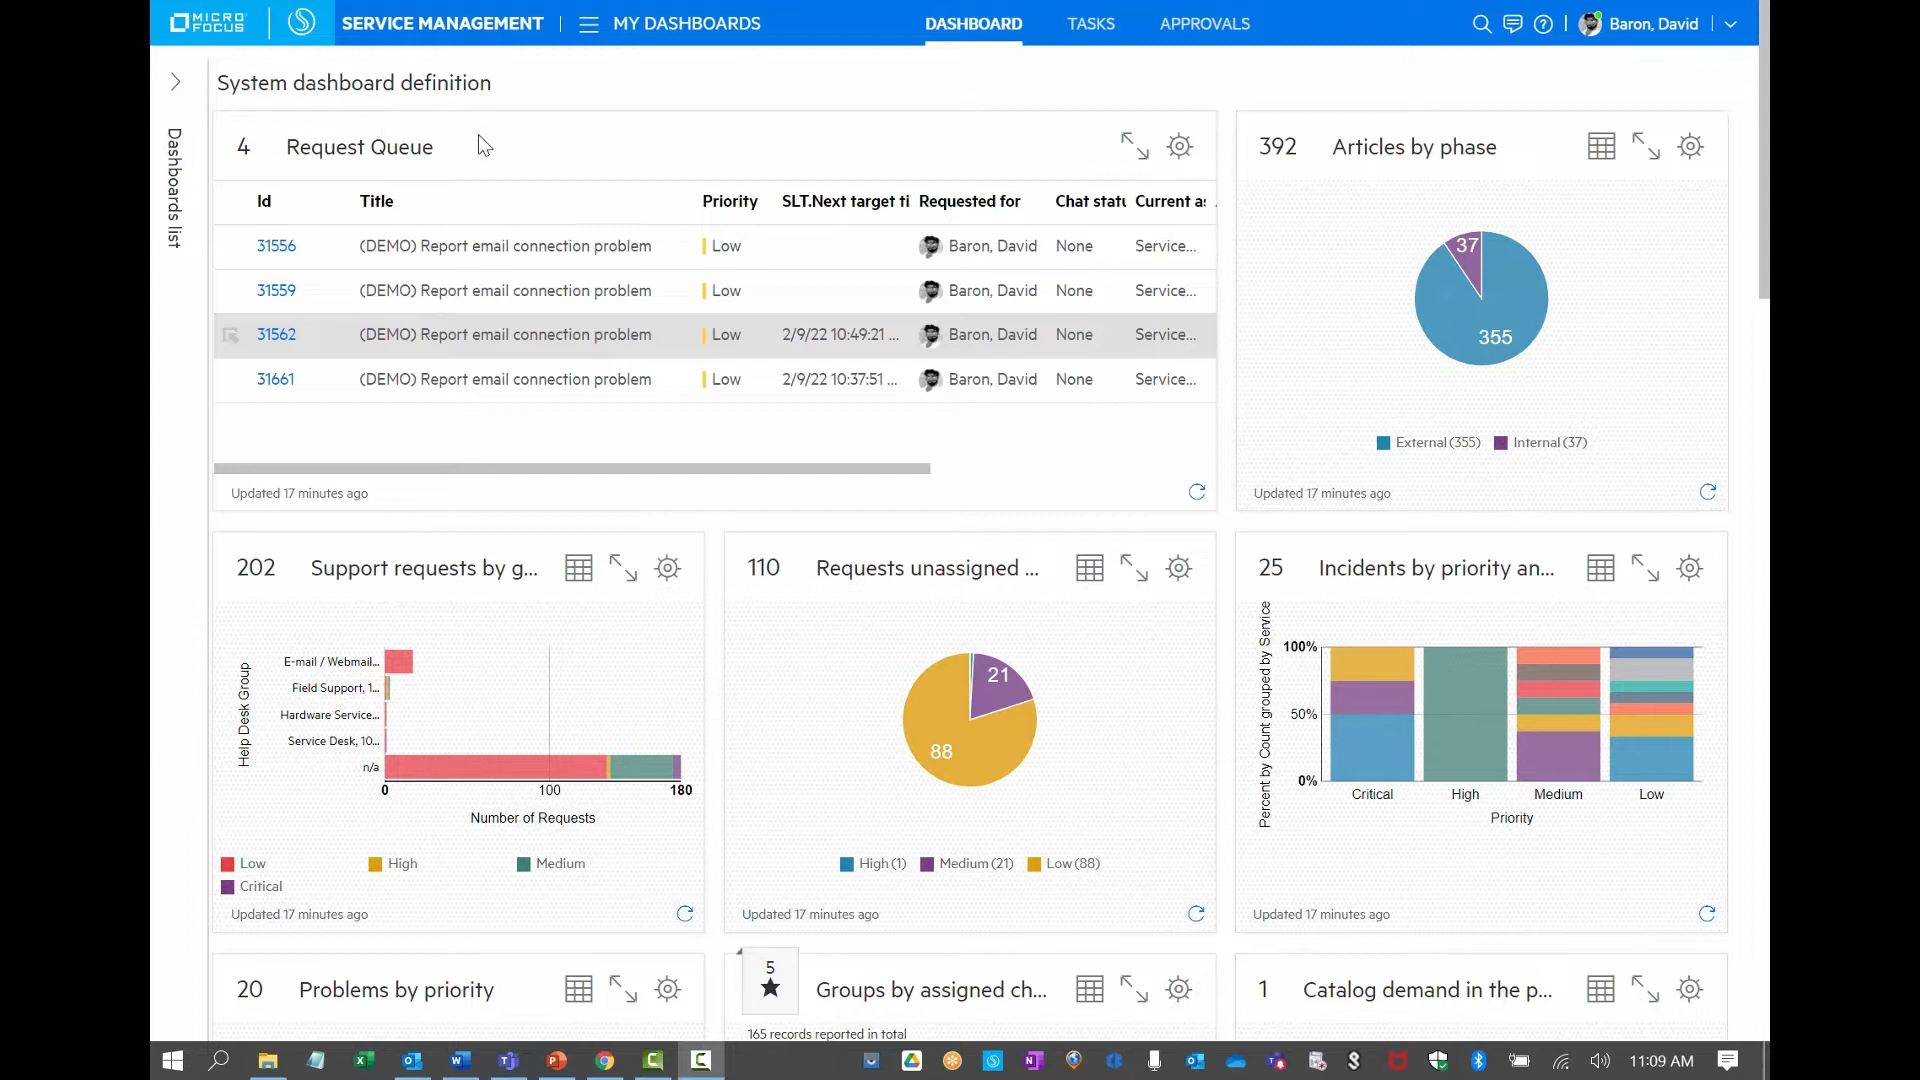 MICRO FOCUS
SERVICE MANAGEMENT
MY DASHBOARDS
DASHBOARD
TASKS
APPROVALS
Baron, David
Dashboards list
System dashboard definition
4 Request Queue
Id Title Priority SLT.Next target ti Requested for Chat statu Current as
31556 (DEMO) Report email connection problem Low Baron, David None Service...
31559 (DEMO) Report email connection problem Low Baron, David None Service...
31562 (DEMO) Report email connection problem Low 2/9/22 10:49:21 ... Baron, David None Service...
31661 (DEMO) Report email connection problem Low 2/9/22 10:37:51 ... Baron, David None Service...
Updated 17 minutes ago
392 Articles by phase
37
355
External (355) Internal (37)
Updated 17 minutes ago
202 Support requests by g...
Help Desk Group
E-mail / Webmail...
Field Support, 1...
Hardware Service...
Service Desk, 10...
n/a
0 100 180
Number of Requests
Low High Medium
Critical
Updated 17 minutes ago
110 Requests unassigned ...
21
88
High (1) Medium (21) Low (88)
Updated 17 minutes ago
25 Incidents by priority an...
Percent by Count grouped by Service
100%
50%
0%
Critical High Medium Low
Priority
Updated 17 minutes ago
20 Problems by priority
5 Groups by assigned ch...
165 records reported in total
1 Catalog demand in the p...
11:09 AM